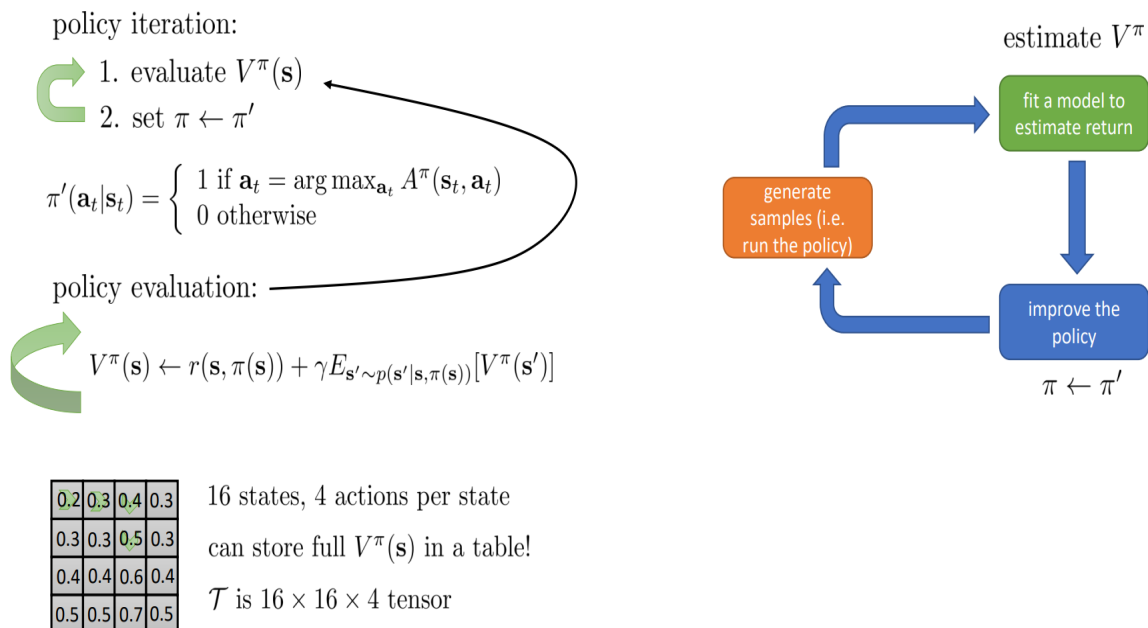 policy iteration:
1. evaluate V^π(s)
2. set π ← π′
π′(a_t|s_t) = { 1 if a_t = arg max_{a_t} A^π(s_t, a_t)
0 otherwise
policy evaluation:
V^π(s) ← r(s, π(s)) + γE_{s′∼p(s′|s,π(s))}[V^π(s′)]
0.2 0.3 0.4 0.3
0.3 0.3 0.5 0.3
0.4 0.4 0.6 0.4
0.5 0.5 0.7 0.5
16 states, 4 actions per state
can store full V^π(s) in a table!
𝒯 is 16 × 16 × 4 tensor
estimate V^π
fit a model to
estimate return
generate
samples (i.e.
run the policy)
improve the
policy
π ← π′